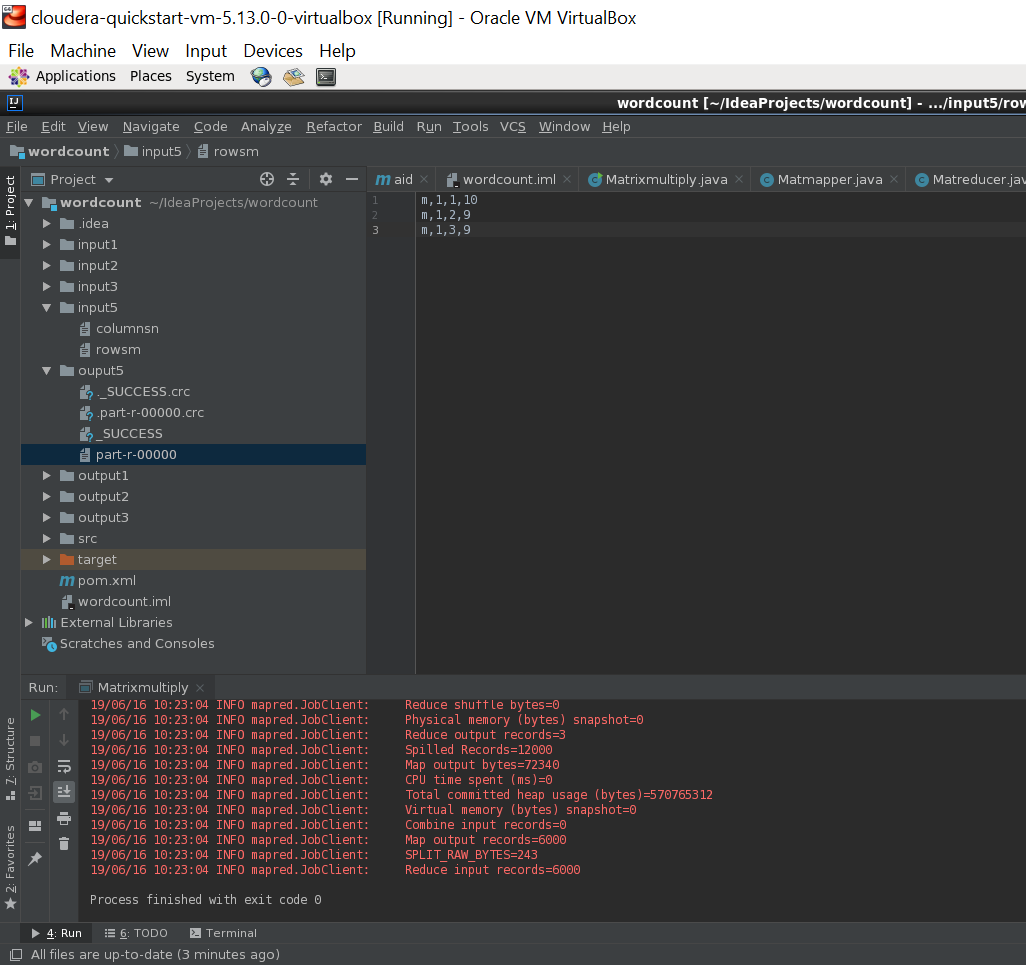 cloudera-quickstart-vm-5.13.0-0-virtualbox [Running] - Oracle VM VirtualBox
File Machine View Input Devices Help
Applications Places System
wordcount [~/IdeaProjects/wordcount] - .../input5/row
File Edit View Navigate Code Analyze Refactor Build Run Tools VCS Window Help
wordcount input5 rowsm
1: Project
Project
m aid wordcount.iml Matrixmultiply.java Matmapper.java Matreducer.jav
wordcount ~/IdeaProjects/wordcount
.idea
input1
input2
input3
input5
columnsn
rowsm
ouput5
._SUCCESS.crc
.part-r-00000.crc
_SUCCESS
part-r-00000
output1
output2
output3
src
target
m pom.xml
wordcount.iml
External Libraries
Scratches and Consoles
1 m,1,1,10
2 m,1,2,9
3 m,1,3,9
Run: Matrixmultiply
19/06/16 10:23:04 INFO mapred.JobClient: Reduce shuffle bytes=0
19/06/16 10:23:04 INFO mapred.JobClient: Physical memory (bytes) snapshot=0
19/06/16 10:23:04 INFO mapred.JobClient: Reduce output records=3
19/06/16 10:23:04 INFO mapred.JobClient: Spilled Records=12000
19/06/16 10:23:04 INFO mapred.JobClient: Map output bytes=72340
19/06/16 10:23:04 INFO mapred.JobClient: CPU time spent (ms)=0
19/06/16 10:23:04 INFO mapred.JobClient: Total committed heap usage (bytes)=570765312
19/06/16 10:23:04 INFO mapred.JobClient: Virtual memory (bytes) snapshot=0
19/06/16 10:23:04 INFO mapred.JobClient: Combine input records=0
19/06/16 10:23:04 INFO mapred.JobClient: Map output records=6000
19/06/16 10:23:04 INFO mapred.JobClient: SPLIT_RAW_BYTES=243
19/06/16 10:23:04 INFO mapred.JobClient: Reduce input records=6000
Process finished with exit code 0
7: Structure
2: Favorites
4: Run 6: TODO Terminal
All files are up-to-date (3 minutes ago)